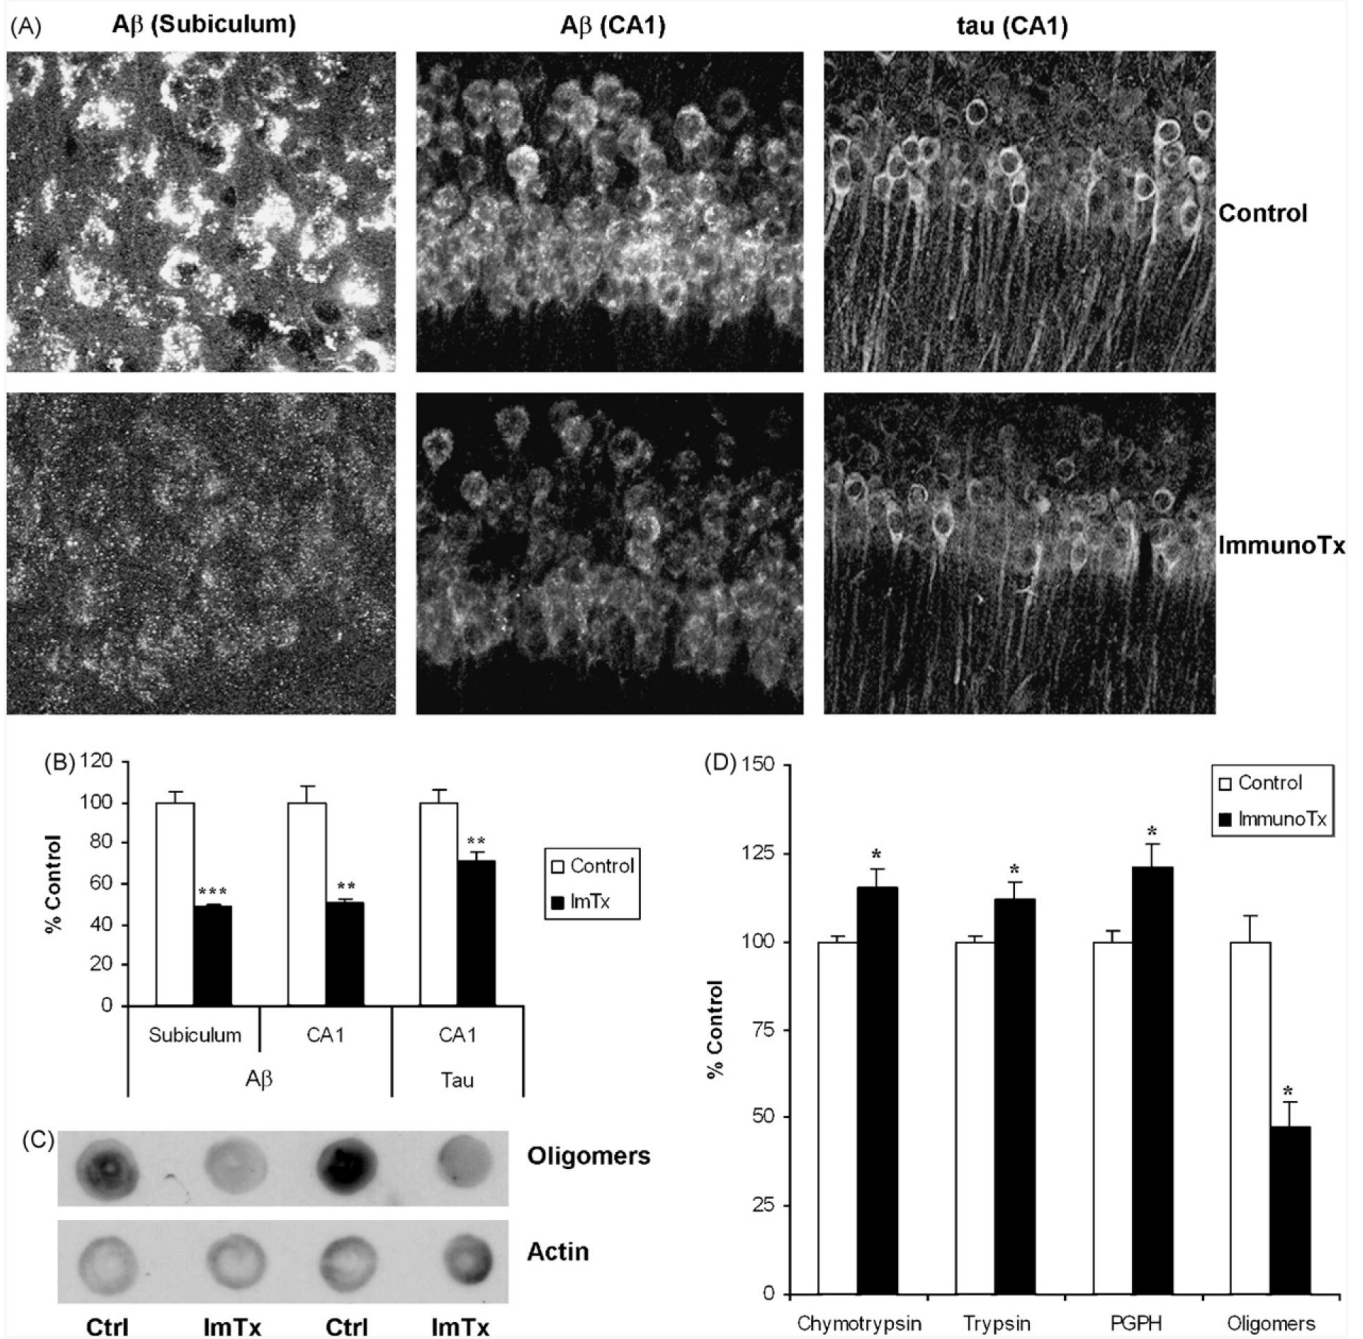 (A)
Aβ (Subiculum) Aβ (CA1) tau (CA1)
Control
ImmunoTx
(B)
120
100
80
60
40
20
0
% Control
*** ** **
Control
ImTx
Subiculum CA1 CA1
Aβ Tau
(C)
Oligomers
Actin
Ctrl ImTx Ctrl ImTx
(D)
150
125
100
75
50
25
0
% Control
* * * *
Control
ImmunoTx
Chymotrypsin Trypsin PGPH Oligomers